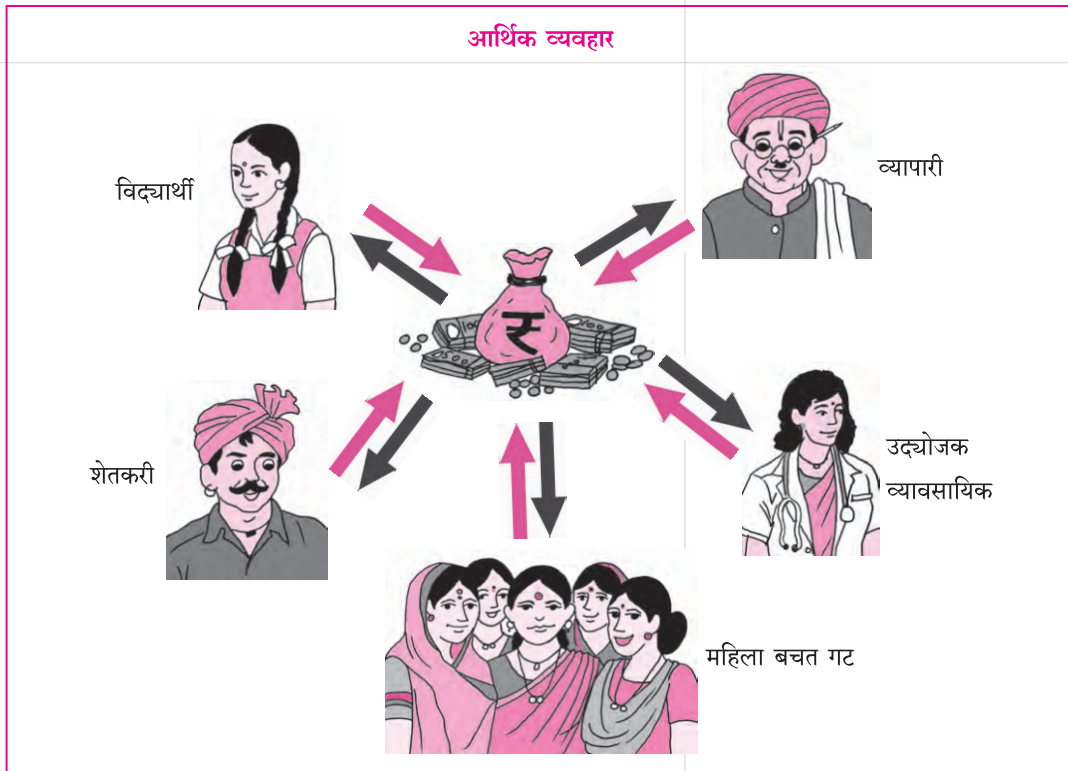 आर्थिक व्यवहार
विद्यार्थी
व्यापारी
₹
शेतकरी
उद्योजक
व्यावसायिक
महिला बचत गट